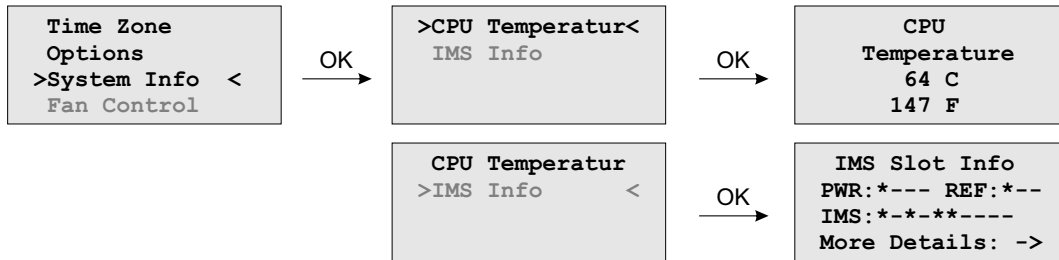 Time Zone
Options
>System Info <
Fan Control
OK
>CPU Temperatur<
IMS Info
OK
CPU
Temperature
64 C
147 F
CPU Temperatur
>IMS Info <
OK
IMS Slot Info
PWR:*--- REF:*--
IMS:*-*-**----
More Details: ->